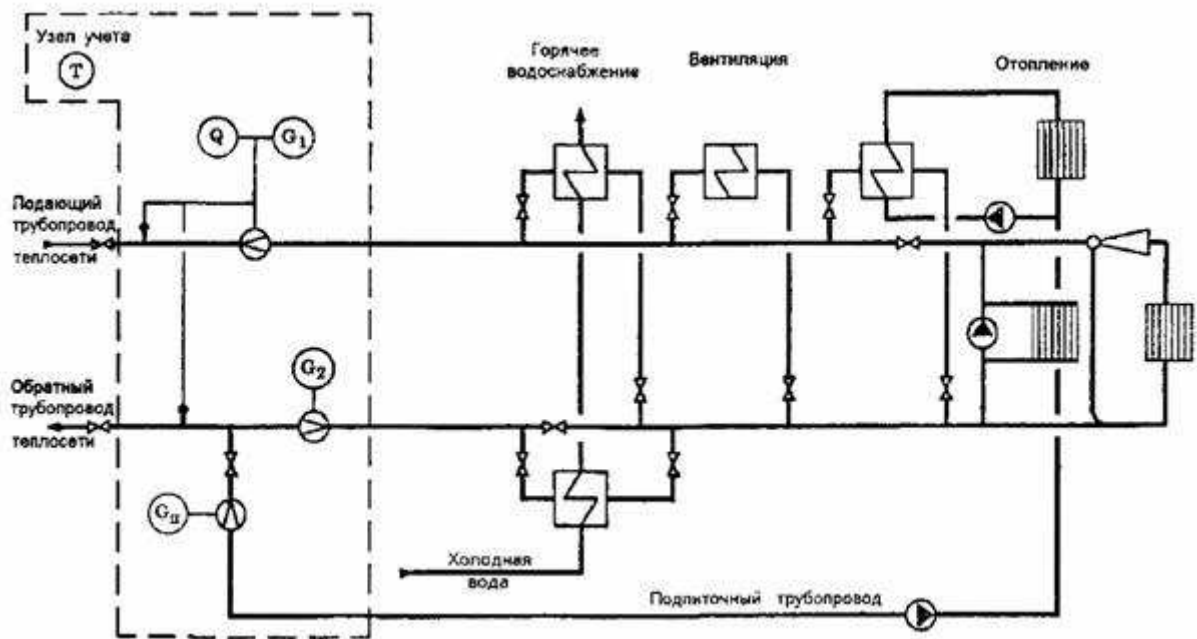 Узел учета
T
Горячее
водоснабжение
Вентиляция
Отопление
Q
G1
Подающий
трубопровод
теплосети
G2
Обратный
трубопровод
теплосети
Gп
Холодная
вода
Подпиточный трубопровод